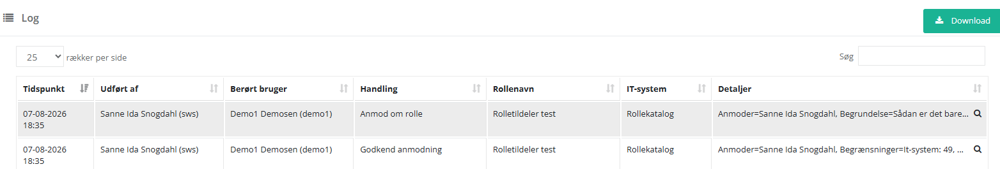 Log
Download
25 rækker per side
Søg
Tidspunkt Udført af Berørt bruger Handling Rollenavn IT-system Detaljer
07-08-2026 Sanne Ida Snogdahl (sws) Demo1 Demosen (demo1) Anmod om rolle Rolletildeler test Rollekatalog Anmoder=Sanne Ida Snogdahl, Begrundelse=Sådan er det bare...
18:35
07-08-2026 Sanne Ida Snogdahl (sws) Demo1 Demosen (demo1) Godkend anmodning Rolletildeler test Rollekatalog Anmoder=Sanne Ida Snogdahl, Begrænsninger=It-system: 49, ...
18:35